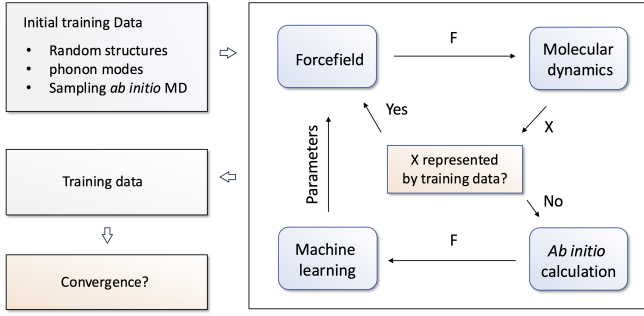 Initial training Data
• Random structures
• phonon modes
• Sampling ab initio MD
Training data
Convergence?
Forcefield
F
Molecular
dynamics
X
Yes
X represented
by training data?
No
Parameters
Machine
learning
F
Ab initio
calculation